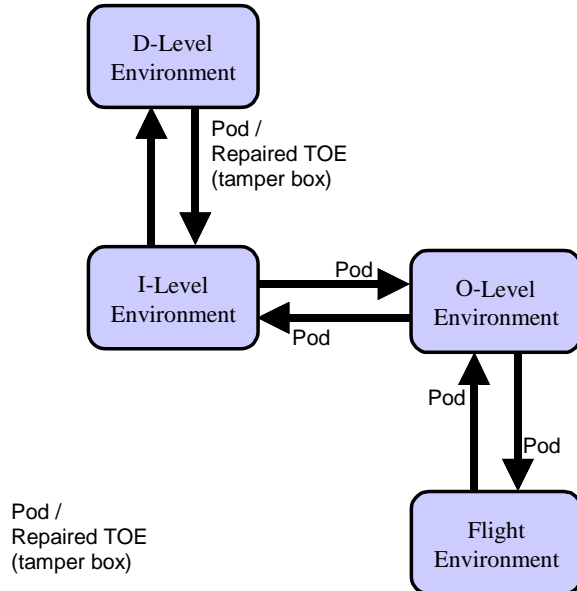 D-Level
Environment
Pod /
Repaired TOE
(tamper box)
I-Level
Environment
Pod
O-Level
Environment
Pod
Pod
Pod
Pod /
Repaired TOE
(tamper box)
Flight
Environment